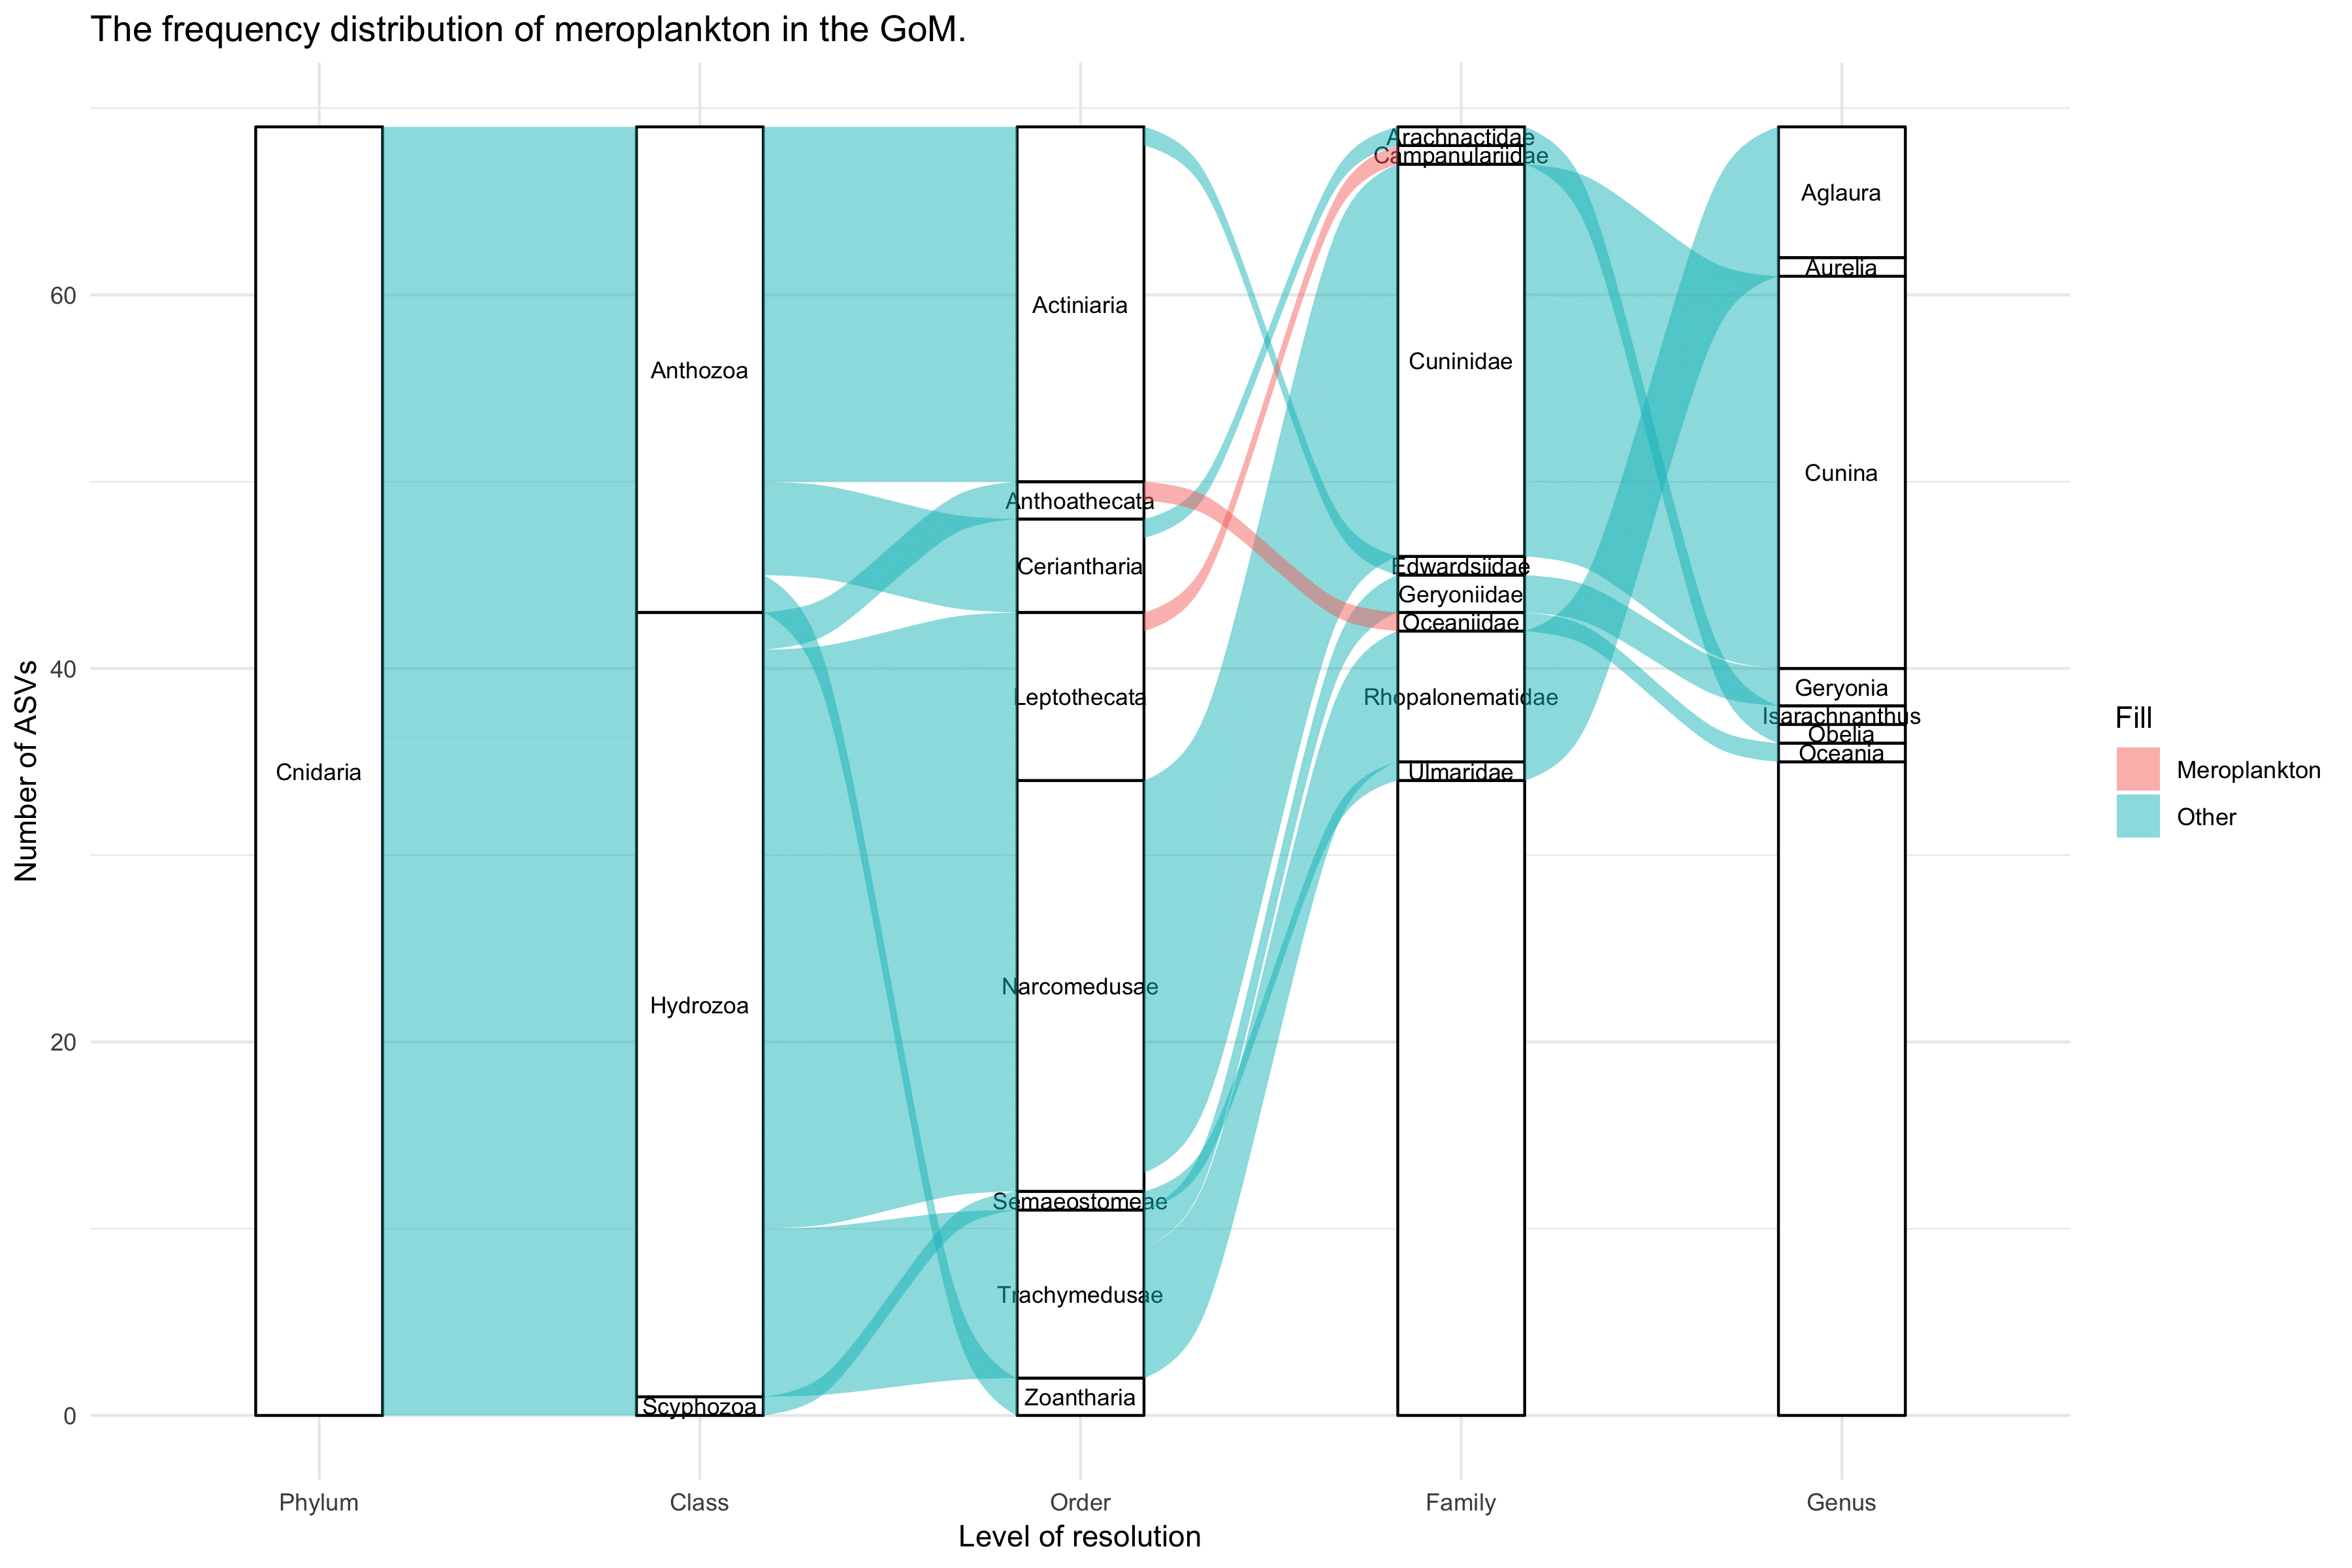 The frequency distribution of meroplankton in the GoM.
Number of ASVs
60
40
20
0
Cnidaria
Anthozoa
Hydrozoa
Scyphozoa
Actiniaria
Anthoathecata
Ceriantharia
Leptothecata
Narcomedusae
Semaeostomeae
Trachymedusae
Zoantharia
Arachnactidae
Campanulariidae
Cuninidae
Edwardsiidae
Geryoniidae
Oceaniidae
Rhopalonematidae
Ulmaridae
Aglaura
Aurelia
Cunina
Geryonia
Isarachnanthus
Obelia
Oceania
Fill
Meroplankton
Other
Phylum
Class
Order
Family
Genus
Level of resolution